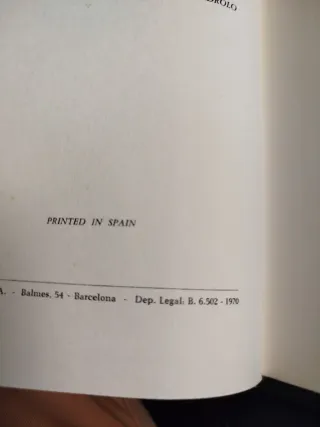 PRINTED IN SPAIN
A. - Balmes, 54 - Barcelona - Dep. Legal: B. 6.502 - 1970